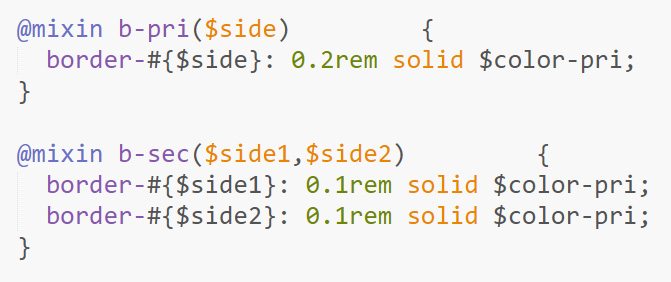 @mixin b-pri($side)         {
  border-#{$side}: 0.2rem solid $color-pri;
}

@mixin b-sec($side1,$side2)         {
  border-#{$side1}: 0.1rem solid $color-pri;
  border-#{$side2}: 0.1rem solid $color-pri;
}